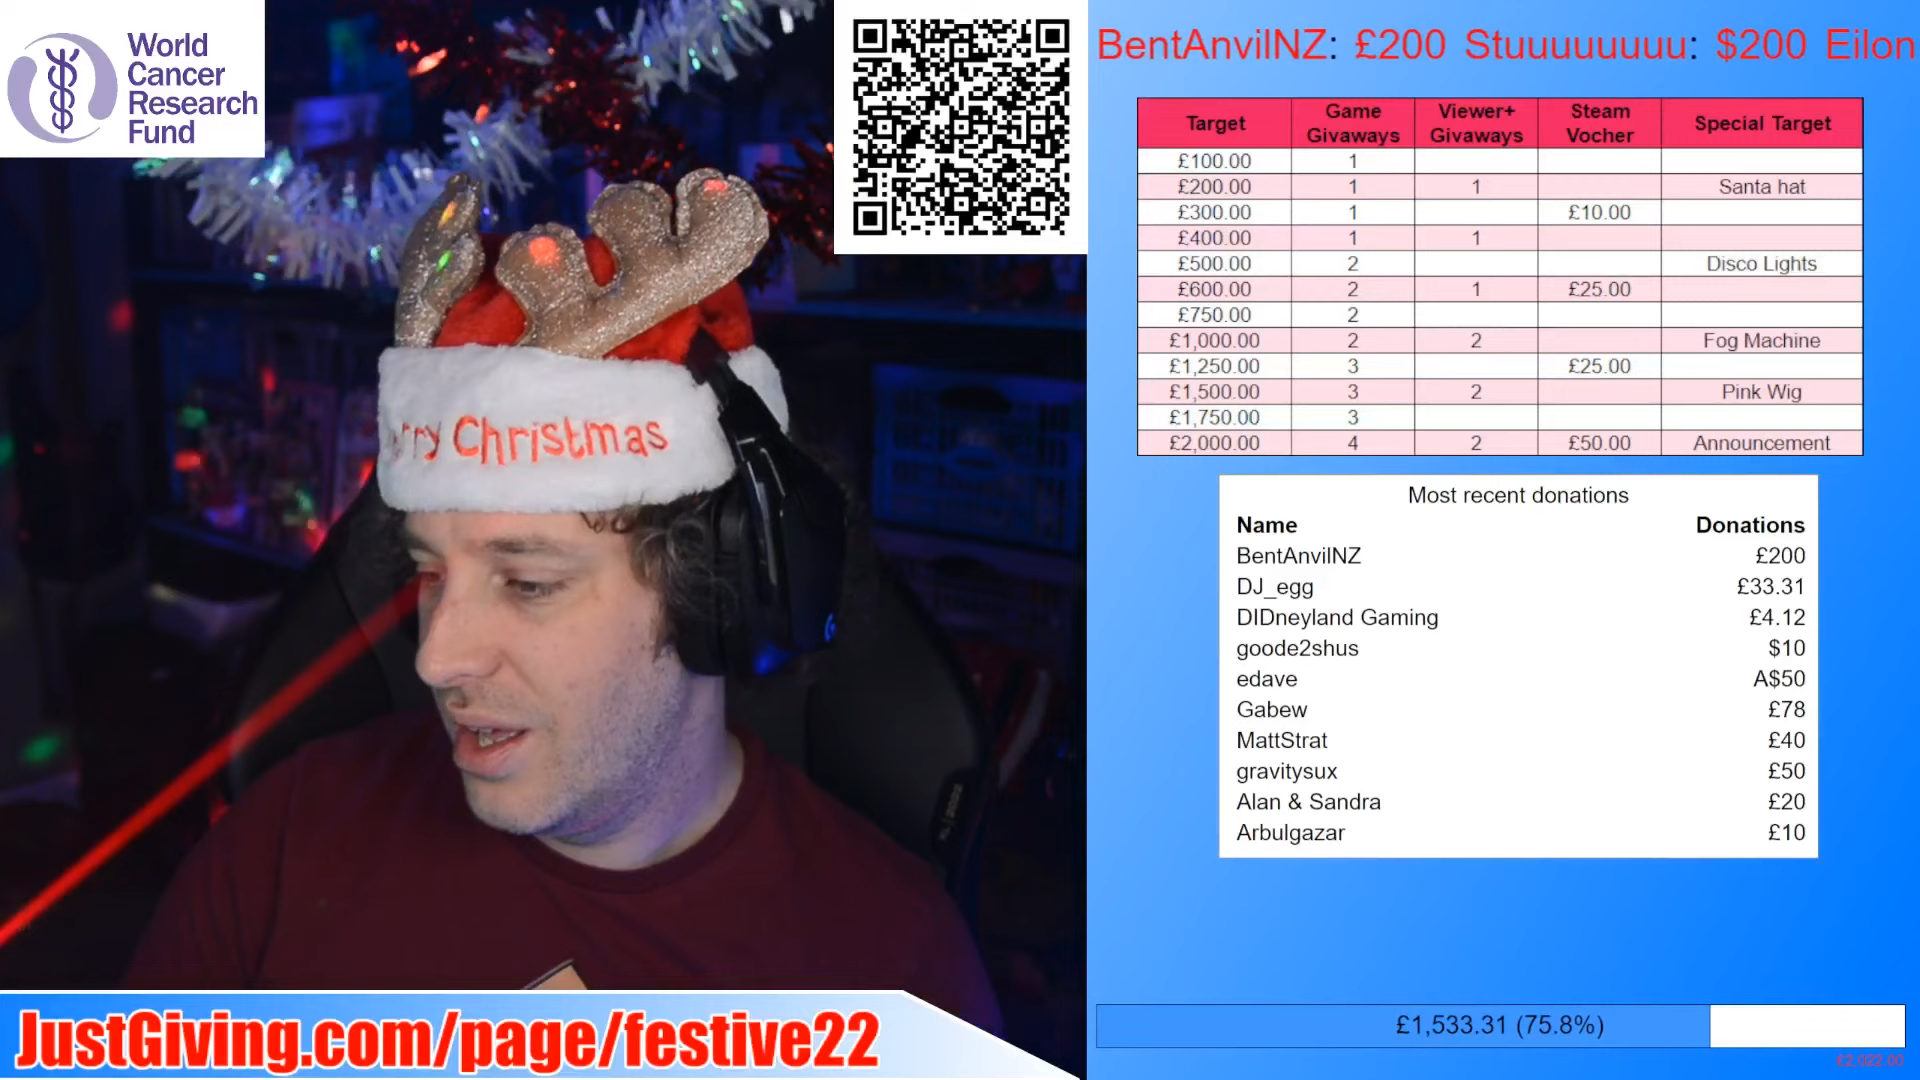 World
Cancer
Research
Fund
rry Christmas
JustGiving.com/page/festive22
BentAnvilNZ: £200 Stuuuuuuuu: $200 Eilon
Target Game Givaways Viewer+ Givaways Steam Vocher Special Target
£100.00 1
£200.00 1 1 Santa hat
£300.00 1 £10.00
£400.00 1 1
£500.00 2 Disco Lights
£600.00 2 1 £25.00
£750.00 2
£1,000.00 2 2 Fog Machine
£1,250.00 3 £25.00
£1,500.00 3 2 Pink Wig
£1,750.00 3
£2,000.00 4 2 £50.00 Announcement
Most recent donations
Name Donations
BentAnvilNZ £200
DJ_egg £33.31
DIDneyland Gaming £4.12
goode2shus $10
edave A$50
Gabew £78
MattStrat £40
gravitysux £50
Alan & Sandra £20
Arbulgazar £10
£1,533.31 (75.8%)
£2,022.00